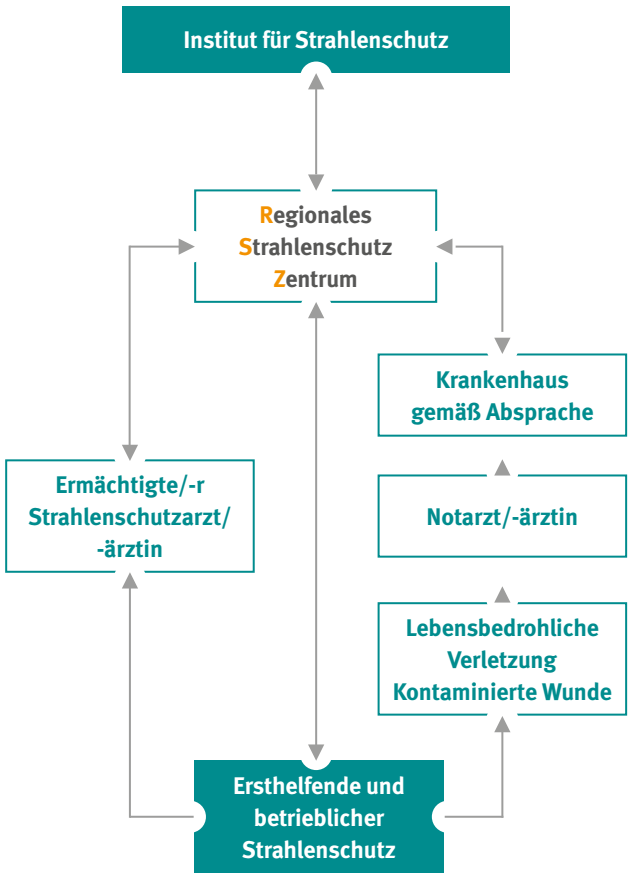 Institut für Strahlenschutz
Regionales
Strahlenschutz
Zentrum
Krankenhaus
gemäß Absprache
Ermächtigte/-r
Strahlenschutzarzt/
-ärztin
Notarzt/-ärztin
Lebensbedrohliche
Verletzung
Kontaminierte Wunde
Ersthelfende und
betrieblicher
Strahlenschutz